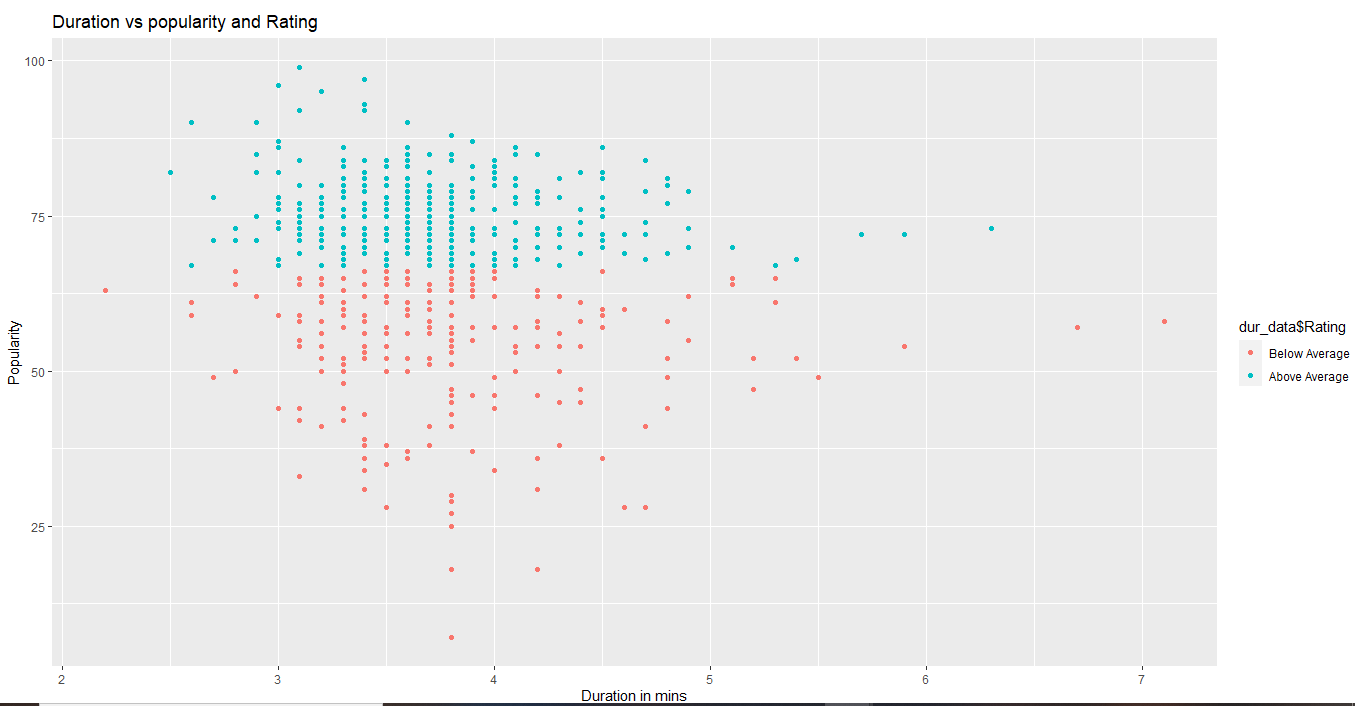 Duration vs popularity and Rating
100
75
50
25
Popularity
2
3
4
5
6
7
Duration in mins
dur_data$Rating
Below Average
Above Average